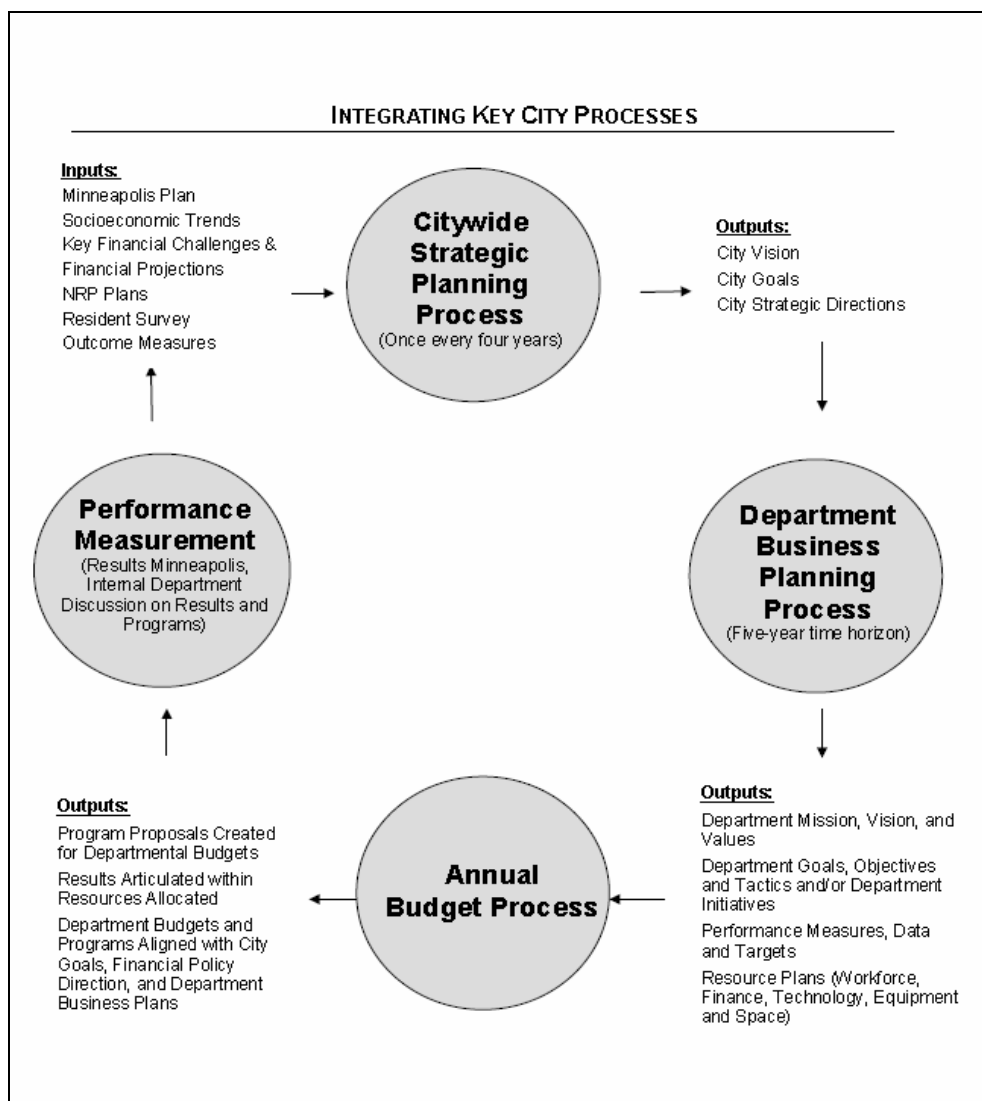 INTEGRATING KEY CITY PROCESSES
Inputs:
Minneapolis Plan
Socioeconomic Trends
Key Financial Challenges &
Financial Projections
NRP Plans
Resident Survey
Outcome Measures
Citywide
Strategic
Planning
Process
(Once every four years)
Outputs:
City Vision
City Goals
City Strategic Directions
Performance
Measurement
(Results Minneapolis,
Internal Department
Discussion on Results and
Programs)
Department
Business
Planning
Process
(Five-year time horizon)
Outputs:
Program Proposals Created
for Departmental Budgets
Results Articulated within
Resources Allocated
Department Budgets and
Programs Aligned with City
Goals, Financial Policy
Direction, and Department
Business Plans
Annual
Budget Process
Outputs:
Department Mission, Vision, and
Values
Department Goals, Objectives
and Tactics and/or Department
Initiatives
Performance Measures, Data
and Targets
Resource Plans (Workforce,
Finance, Technology, Equipment
and Space)